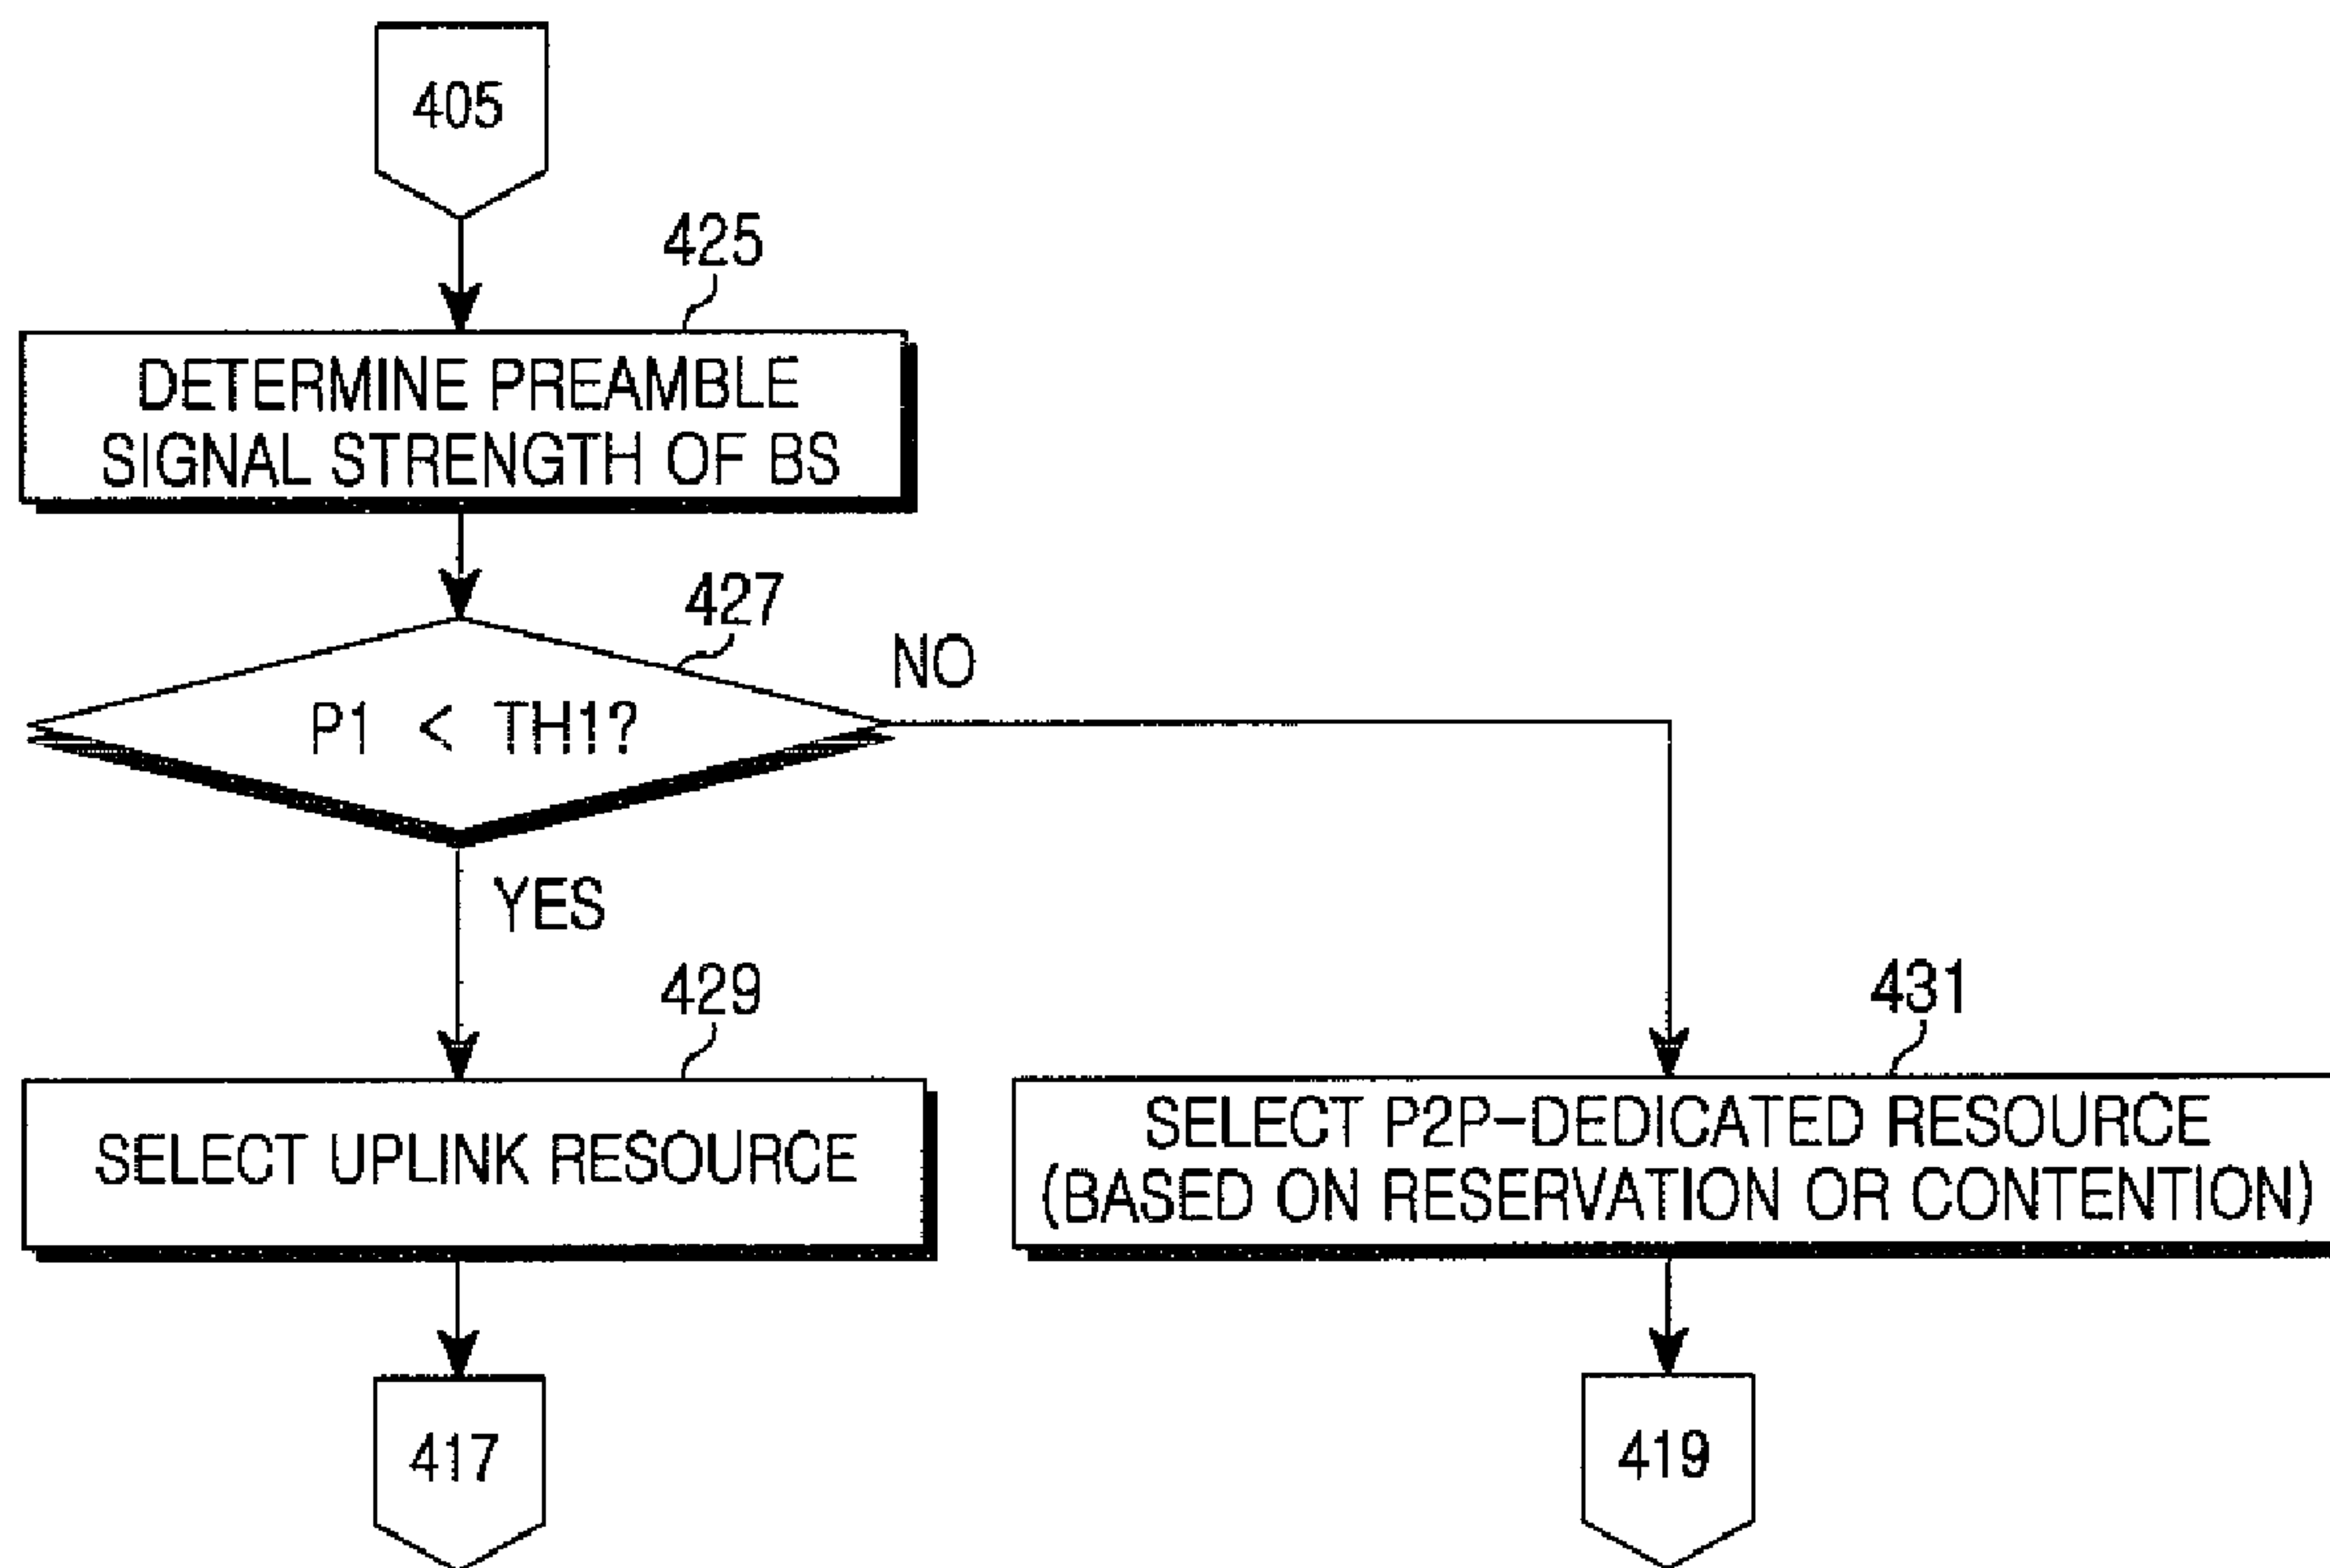 405
425
DETERMINE PREAMBLE
SIGNAL STRENGTH OF BS
427
NO
P1 < TH1?
YES
429
431
SELECT UPLINK RESOURCE
SELECT P2P-DEDICATED RESOURCE
(BASED ON RESERVATION OR CONTENTION)
417
419